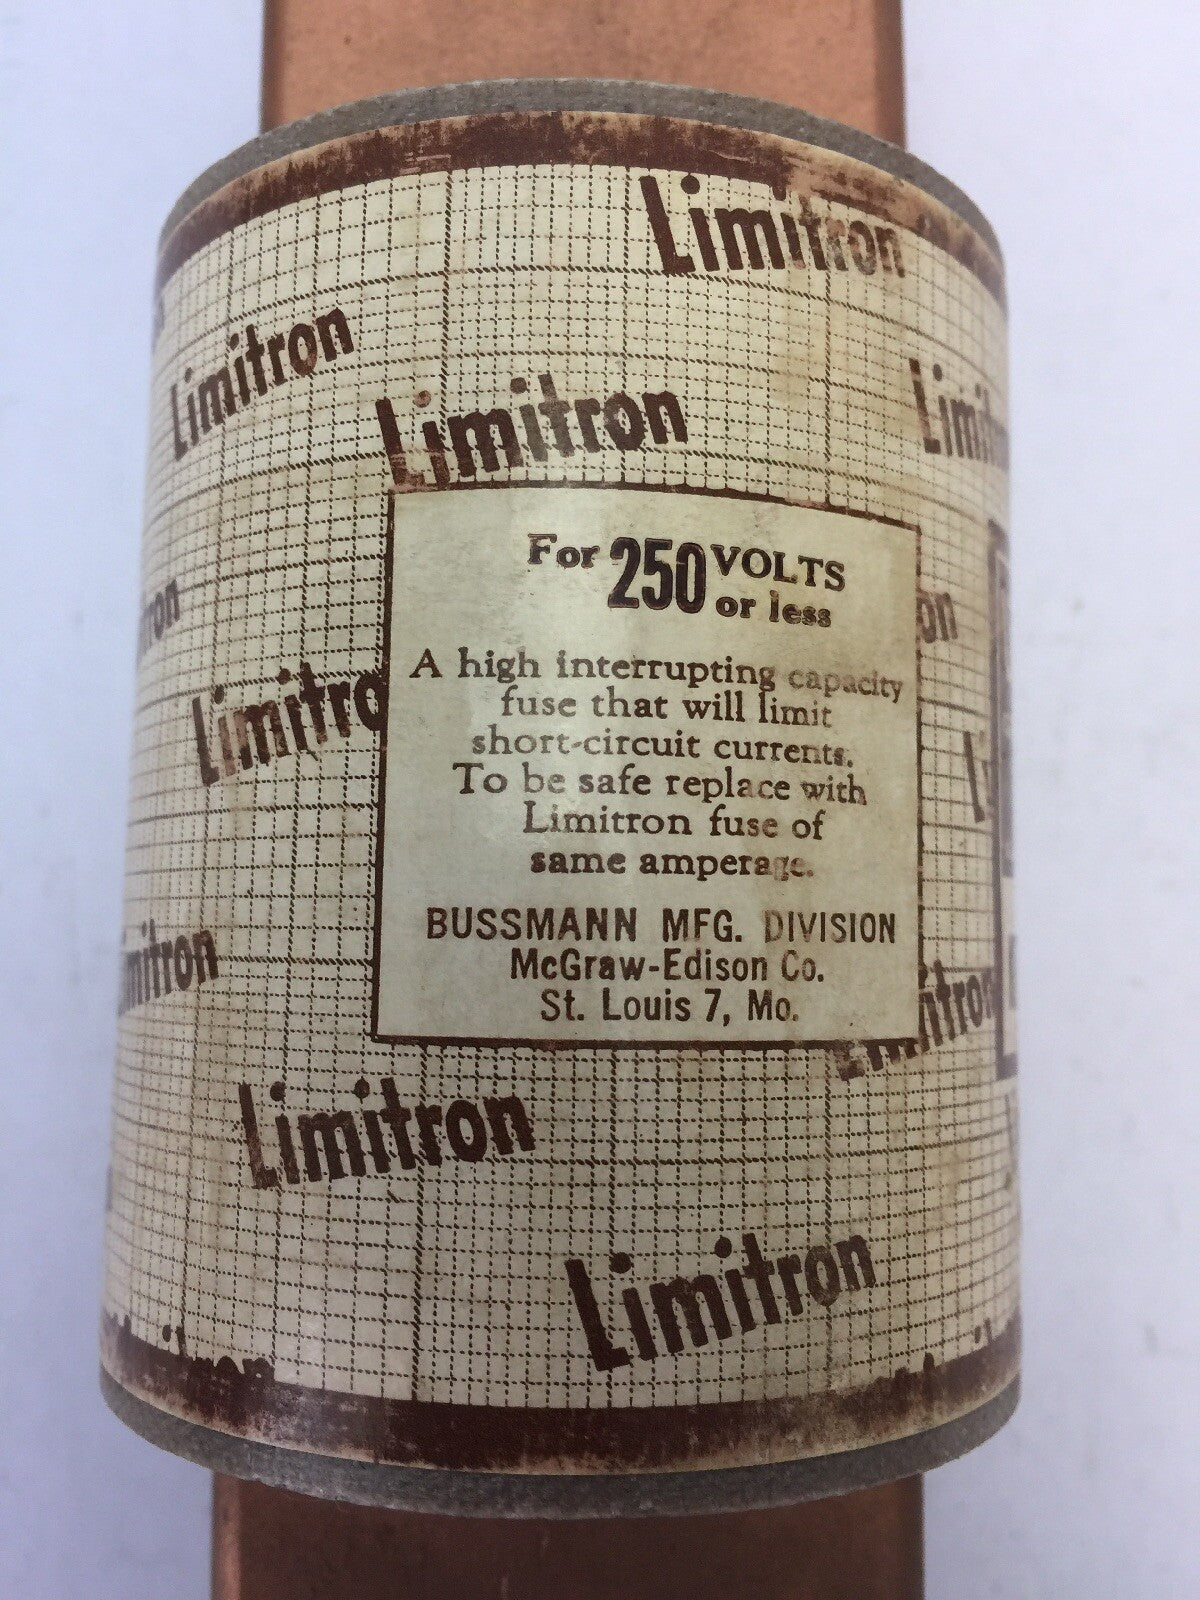 Limitron
Limitron
Limitron
For 250 VOLTS
or less
A high interrupting capacity
fuse that will limit
short-circuit currents.
To be safe replace with
Limitron fuse of
same amperage.
BUSSMANN MFG. DIVISION
McGraw-Edison Co.
St. Louis 7, Mo.
Limitron
Limitron